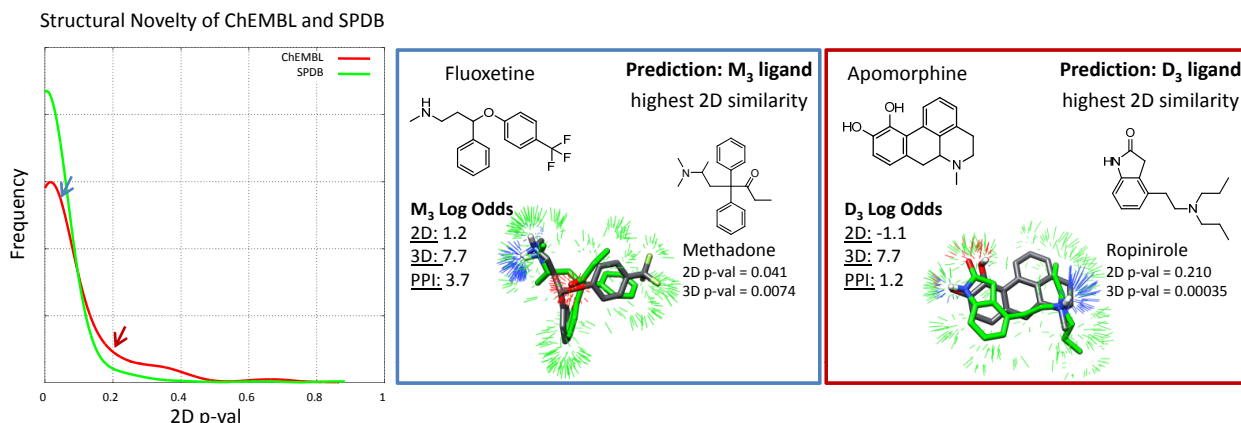 Structural Novelty of ChEMBL and SPDB
ChEMBL
SPDB
Frequency
0
0.2
0.4
0.6
0.8
1
2D p-val
Fluoxetine
Prediction: M3 ligand
highest 2D similarity
H
N
O
F
F
F
N
O
M3 Log Odds
2D: 1.2
3D: 7.7
PPI: 3.7
Methadone
2D p-val = 0.041
3D p-val = 0.0074
Apomorphine
Prediction: D3 ligand
highest 2D similarity
OH
HO
N
O
HN
N
D3 Log Odds
2D: -1.1
3D: 7.7
PPI: 1.2
Ropinirole
2D p-val = 0.210
3D p-val = 0.00035